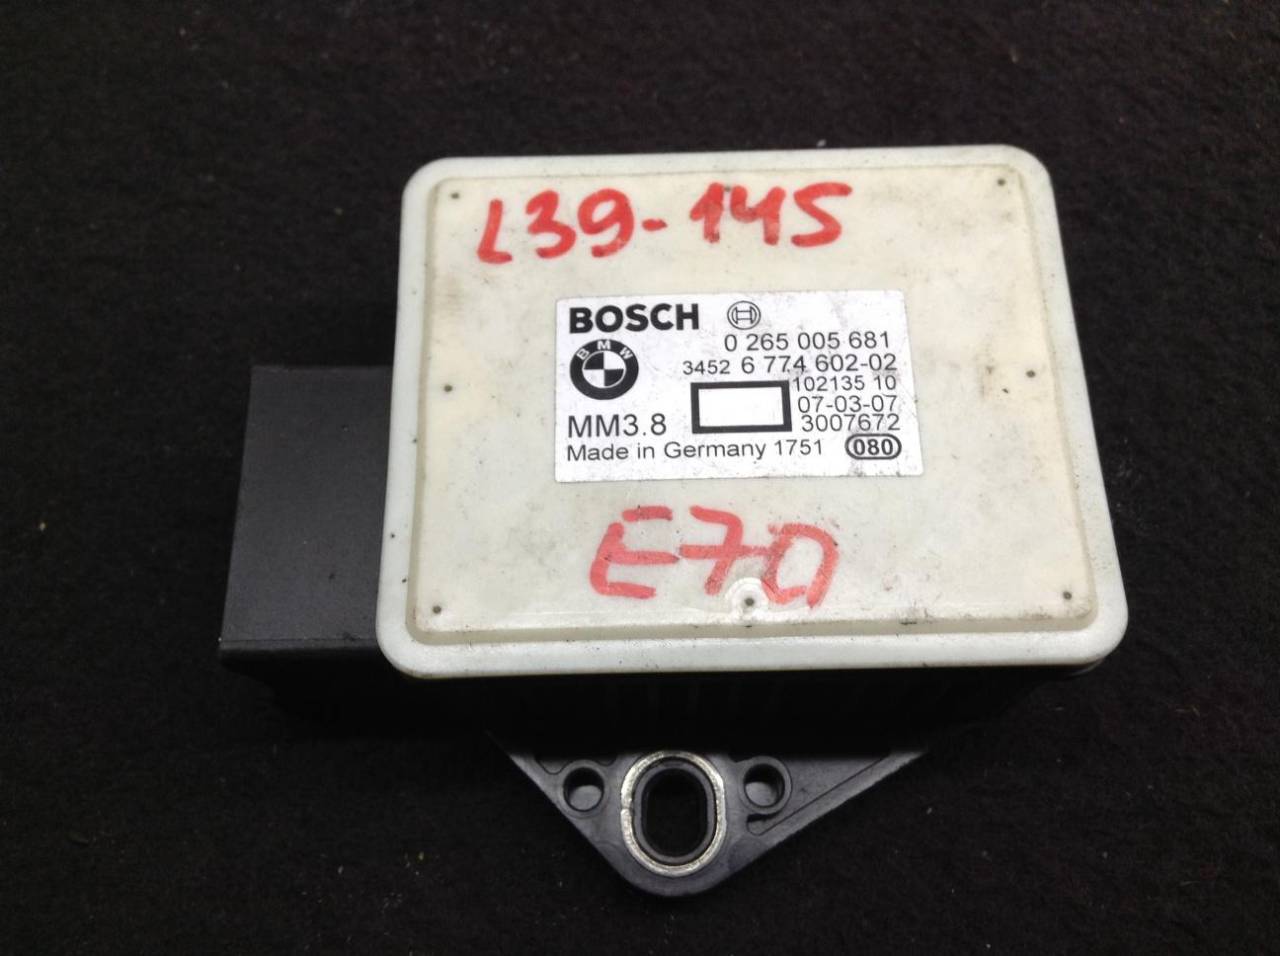 L39-145
BOSCH
0 265 005 681
BMW
3452 6 774 602-02
102135 10
07-03-07
MM3.8
3007672
Made in Germany 1751 080
E70